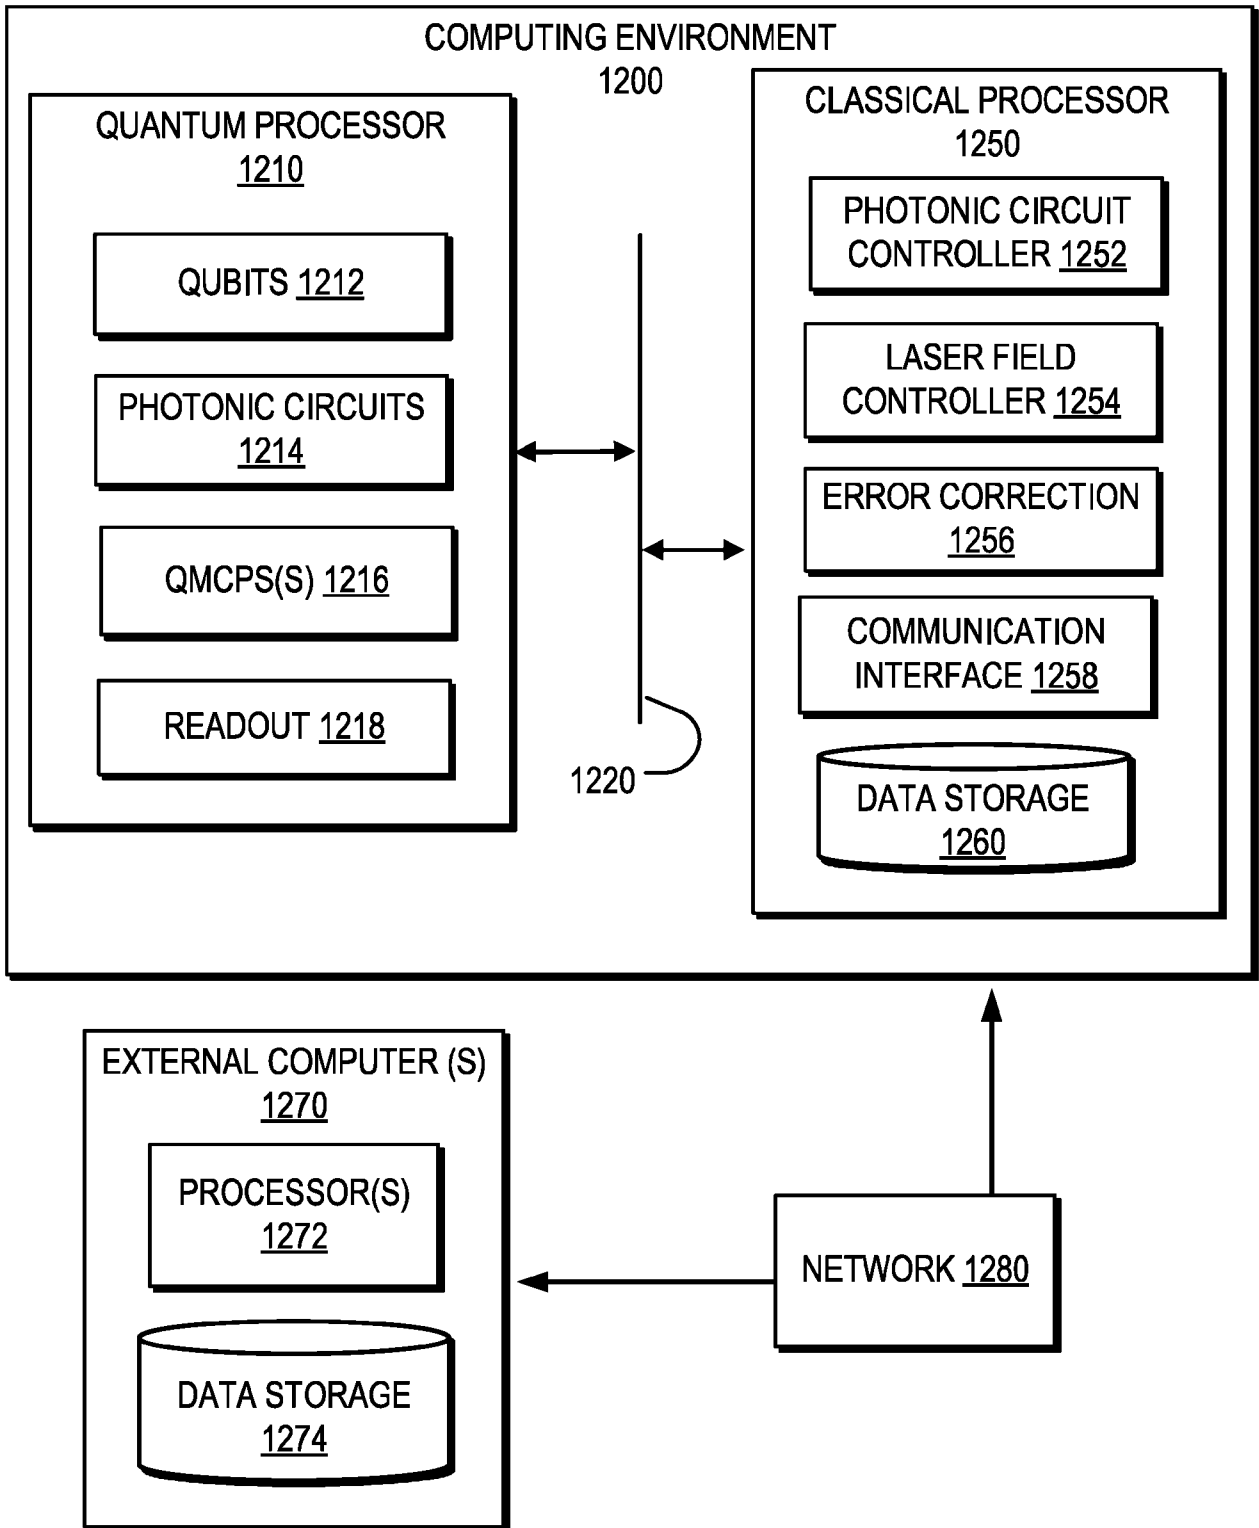 COMPUTING ENVIRONMENT
1200
QUANTUM PROCESSOR
1210
QUBITS 1212
PHOTONIC CIRCUITS
1214
QMCPS(S) 1216
READOUT 1218
1220
CLASSICAL PROCESSOR
1250
PHOTONIC CIRCUIT
CONTROLLER 1252
LASER FIELD
CONTROLLER 1254
ERROR CORRECTION
1256
COMMUNICATION
INTERFACE 1258
DATA STORAGE
1260
EXTERNAL COMPUTER (S)
1270
PROCESSOR(S)
1272
DATA STORAGE
1274
NETWORK 1280